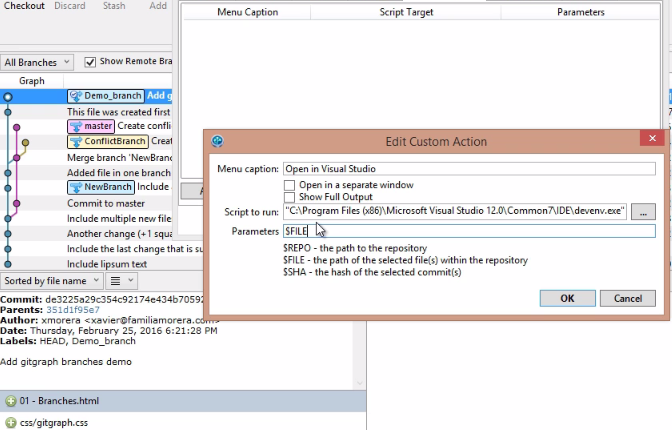 Checkout Discard Stash Add
Menu Caption Script Target Parameters
All Branches Show Remote Bra
Graph
Demo_branch Add g
This file was created first
master Create confli
ConflictBranch Creat
Merge branch 'NewBranc
Added file in one branch
NewBranch Include
Commit to master
Include multiple new file
Another change (+1 squa
Include the last change that is su
Include lipsum text
Edit Custom Action
Menu caption: Open in Visual Studio
Open in a separate window
Show Full Output
Script to run: "C:\Program Files (x86)\Microsoft Visual Studio 12.0\Common7\IDE\devenv.exe" ...
Parameters $FILE
$REPO - the path to the repository
$FILE - the path of the selected file(s) within the repository
$SHA - the hash of the selected commit(s)
OK Cancel
Sorted by file name
Commit: de3225a29c354c92174e434b70592
Parents: 351d1f95e7
Author: xmorera <xavier@familiamorera.com>
Date: Thursday, February 25, 2016 6:21:28 PM
Labels: HEAD, Demo_branch
Add gitgraph branches demo
01 - Branches.html
css/gitgraph.css